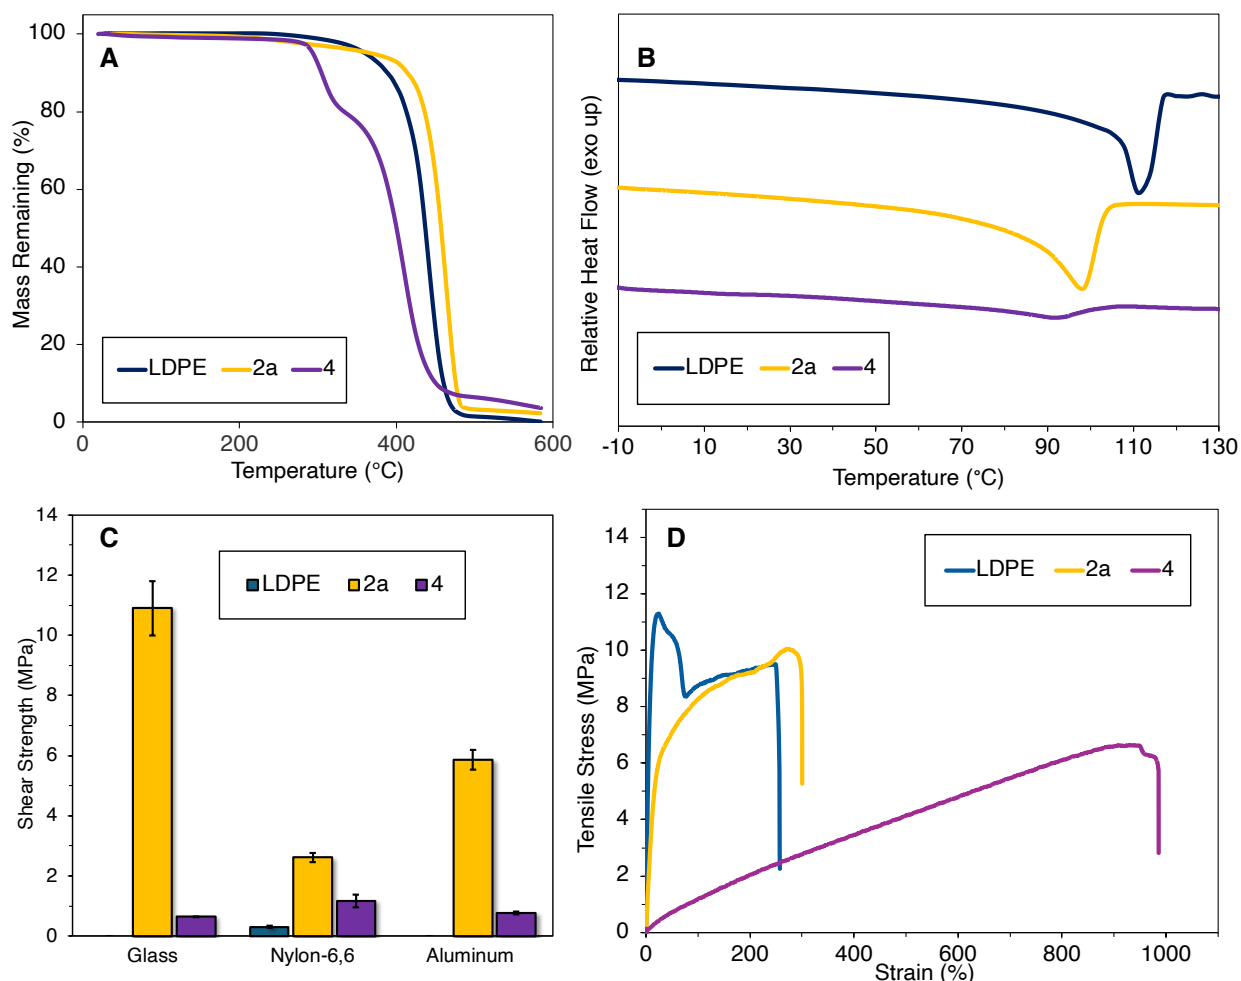 A
Mass Remaining (%)
100
80
60
40
20
0
LDPE 2a 4
0 200 400 600
Temperature (°C)
B
Relative Heat Flow (exo up)
LDPE 2a 4
-10 10 30 50 70 90 110 130
Temperature (°C)
C
Shear Strength (MPa)
14
12
10
8
6
4
2
0
LDPE 2a 4
Glass Nylon-6,6 Aluminum
D
Tensile Stress (MPa)
14
12
10
8
6
4
2
0
LDPE 2a 4
0 200 400 600 800 1000
Strain (%)